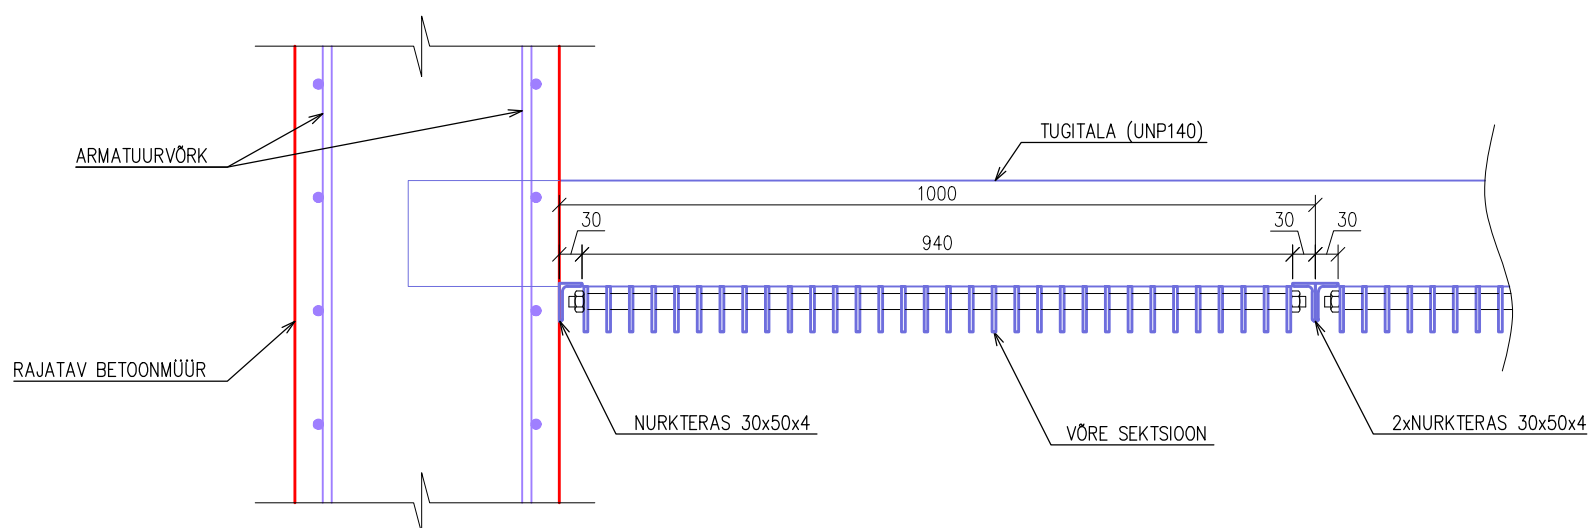 TUGITALA (UNP140)
ARMATUURVÕRK
1000
30
30
30
940
RAJATAV BETOONMÜÜR
NURKTERAS 30x50x4
VÕRE SEKTSIOON
2xNURKTERAS 30x50x4